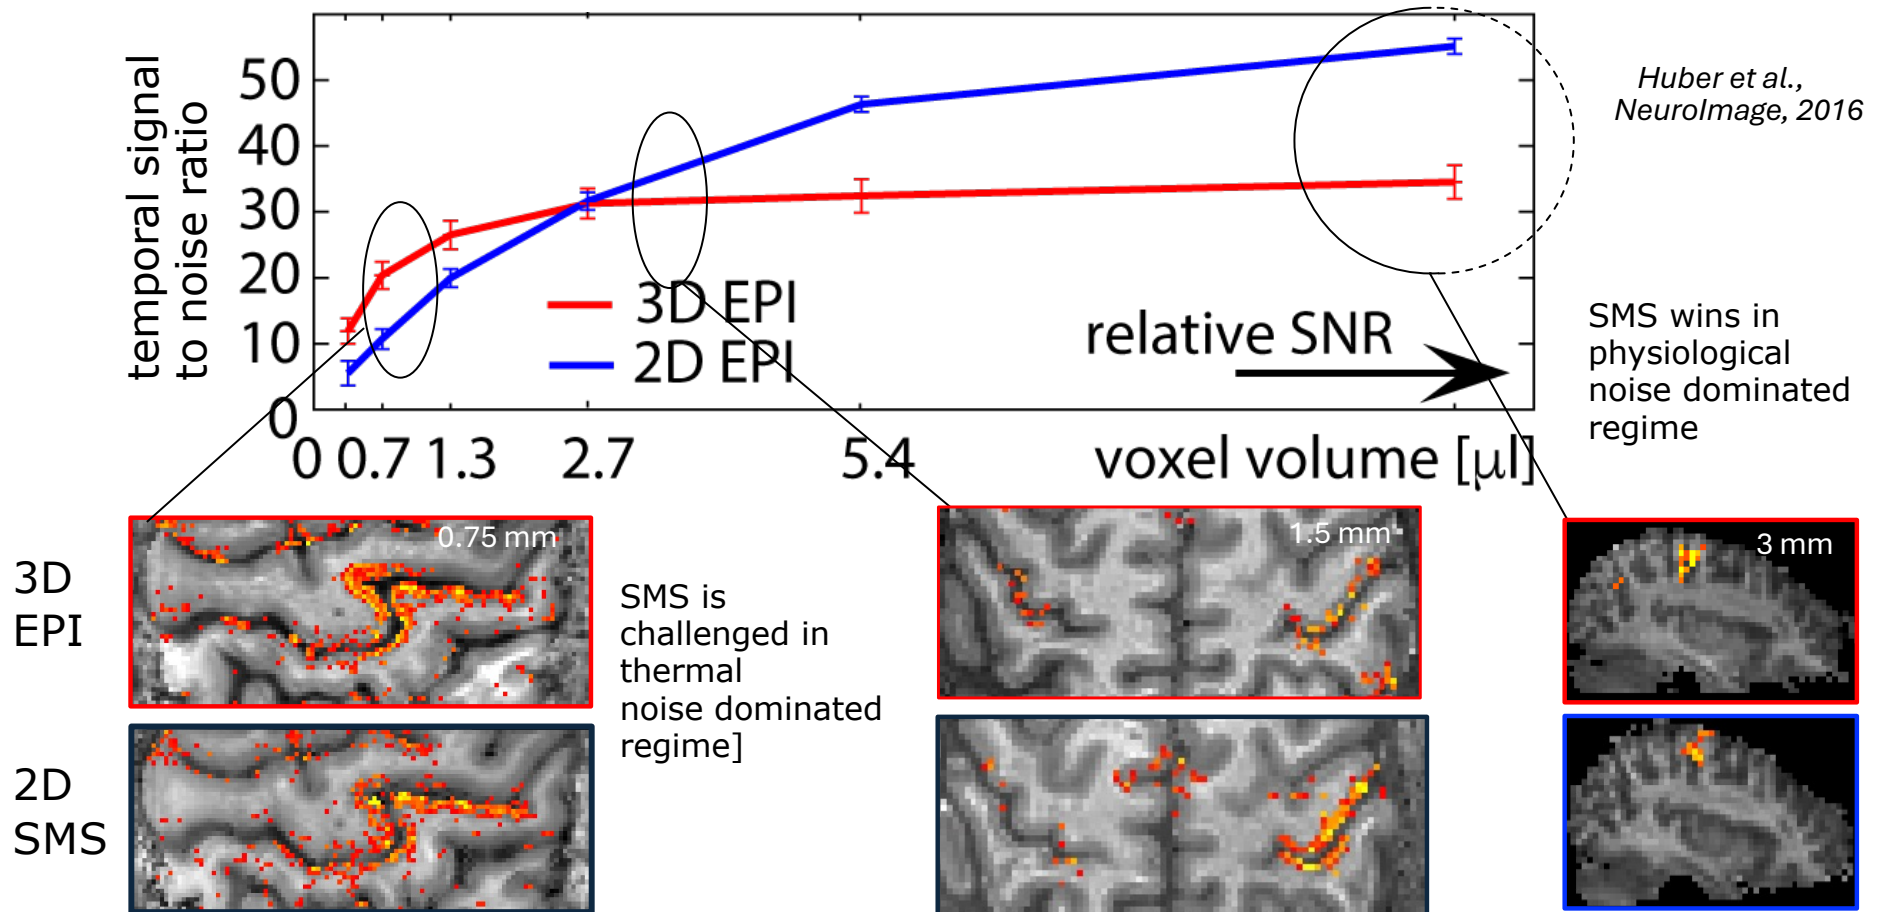 temporal signal
to noise ratio
50
40
30
20
10
0
3D EPI
2D EPI
relative SNR
0 0.7 1.3 2.7 5.4 voxel volume [μl]
Huber et al.,
NeuroImage, 2016
SMS wins in
physiological
noise dominated
regime
3D
EPI
0.75 mm
SMS is
challenged in
thermal
noise dominated
regime]
1.5 mm
3 mm
2D
SMS